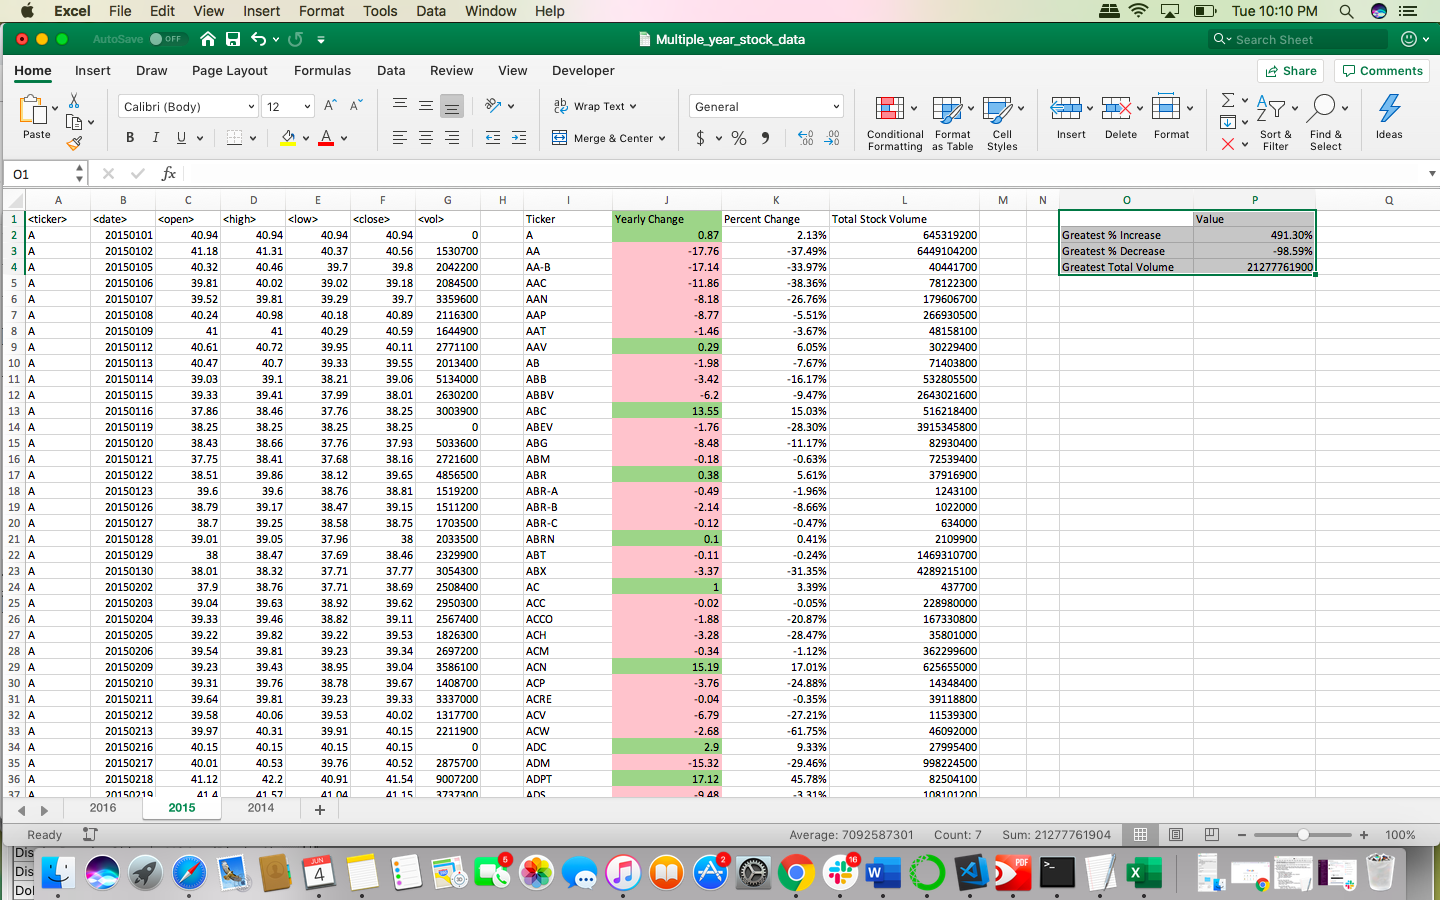 Excel File Edit View Insert Format Tools Data Window Help Tue 10:10 PM
AutoSave OFF Multiple_year_stock_data Search Sheet
Home Insert Draw Page Layout Formulas Data Review View Developer Share Comments
Calibri (Body) 12 A^ A˅ ab Wrap Text General
Paste B I U A Merge & Center $ % Conditional Formatting Format as Table Cell Styles Insert Delete Format Sort & Filter Find & Select Ideas
O1 fx
A B C D E F G H I J K L M N O P Q
1 <ticker> <date> <open> <high> <low> <close> <vol> Ticker Yearly Change Percent Change Total Stock Volume Value
2 A 20150101 40.94 40.94 40.94 40.94 0 A 0.87 2.13% 645319200 Greatest % Increase 491.30%
3 A 20150102 41.18 41.31 40.37 40.56 1530700 AA -17.76 -37.49% 6449104200 Greatest % Decrease -98.59%
4 A 20150105 40.32 40.46 39.7 39.8 2042200 AA-B -17.14 -33.97% 40441700 Greatest Total Volume 21277761900
5 A 20150106 39.81 40.02 39.02 39.18 2084500 AAC -11.86 -38.36% 78122300
6 A 20150107 39.52 39.81 39.29 39.7 3359600 AAN -8.18 -26.76% 179606700
7 A 20150108 40.24 40.98 40.18 40.89 2116300 AAP -8.77 -5.51% 266930500
8 A 20150109 41 41 40.29 40.59 1644900 AAT -1.46 -3.67% 48158100
9 A 20150112 40.61 40.72 39.95 40.11 2771100 AAV 0.29 6.05% 30229400
10 A 20150113 40.47 40.7 39.33 39.55 2013400 AB -1.98 -7.67% 71403800
11 A 20150114 39.03 39.1 38.21 39.06 5134000 ABB -3.42 -16.17% 532805500
12 A 20150115 39.33 39.41 37.99 38.01 2630200 ABBV -6.2 -9.47% 2643021600
13 A 20150116 37.86 38.46 37.76 38.25 3003900 ABC 13.55 15.03% 516218400
14 A 20150119 38.25 38.25 38.25 38.25 0 ABEV -1.76 -28.30% 3915345800
15 A 20150120 38.43 38.66 37.76 37.93 5033600 ABG -8.48 -11.17% 82930400
16 A 20150121 37.75 38.41 37.68 38.16 2721600 ABM -0.18 -0.63% 72539400
17 A 20150122 38.51 39.86 38.12 39.65 4856500 ABR 0.38 5.61% 37916900
18 A 20150123 39.6 39.6 38.76 38.81 1519200 ABR-A -0.49 -1.96% 1243100
19 A 20150126 38.79 39.17 38.47 39.15 1511200 ABR-B -2.14 -8.66% 1022000
20 A 20150127 38.7 39.25 38.58 38.75 1703500 ABR-C -0.12 -0.47% 634000
21 A 20150128 39.01 39.05 37.96 38 2033500 ABRN 0.1 0.41% 2109900
22 A 20150129 38 38.47 37.69 38.46 2329900 ABT -0.11 -0.24% 1469310700
23 A 20150130 38.01 38.32 37.71 37.77 3054300 ABX -3.37 -31.35% 4289215100
24 A 20150202 37.9 38.76 37.71 38.69 2508400 AC 1 3.39% 437700
25 A 20150203 39.04 39.63 38.92 39.62 2950300 ACC -0.02 -0.05% 228980000
26 A 20150204 39.33 39.46 38.82 39.11 2567400 ACCO -1.88 -20.87% 167330800
27 A 20150205 39.22 39.82 39.22 39.53 1826300 ACH -3.28 -28.47% 35801000
28 A 20150206 39.54 39.81 39.23 39.34 2697200 ACM -0.34 -1.12% 362299600
29 A 20150209 39.23 39.43 38.95 39.04 3586100 ACN 15.19 17.01% 625655000
30 A 20150210 39.31 39.76 38.78 39.67 1408700 ACP -3.76 -24.88% 14348400
31 A 20150211 39.64 39.81 39.23 39.33 3337000 ACRE -0.04 -0.35% 39118800
32 A 20150212 39.58 40.06 39.53 40.02 1317700 ACV -6.79 -27.21% 11539300
33 A 20150213 39.97 40.31 39.91 40.15 2211900 ACW -2.68 -61.75% 46092000
34 A 20150216 40.15 40.15 40.15 40.15 0 ADC 2.9 9.33% 27995400
35 A 20150217 40.01 40.53 39.76 40.52 2875700 ADM -15.32 -29.46% 998224500
36 A 20150218 41.12 42.2 40.91 41.54 9007200 ADPT 17.12 45.78% 82504100
37 A 20150219 41.4 41.57 41.04 41.15 3737300 ADS -9.48 -3.31% 108101200
2016 2015 2014 +
Ready Average: 7092587301 Count: 7 Sum: 21277761904 100%
Dis
Dis
Dol
JUN 4 5 2 16 W PDF X